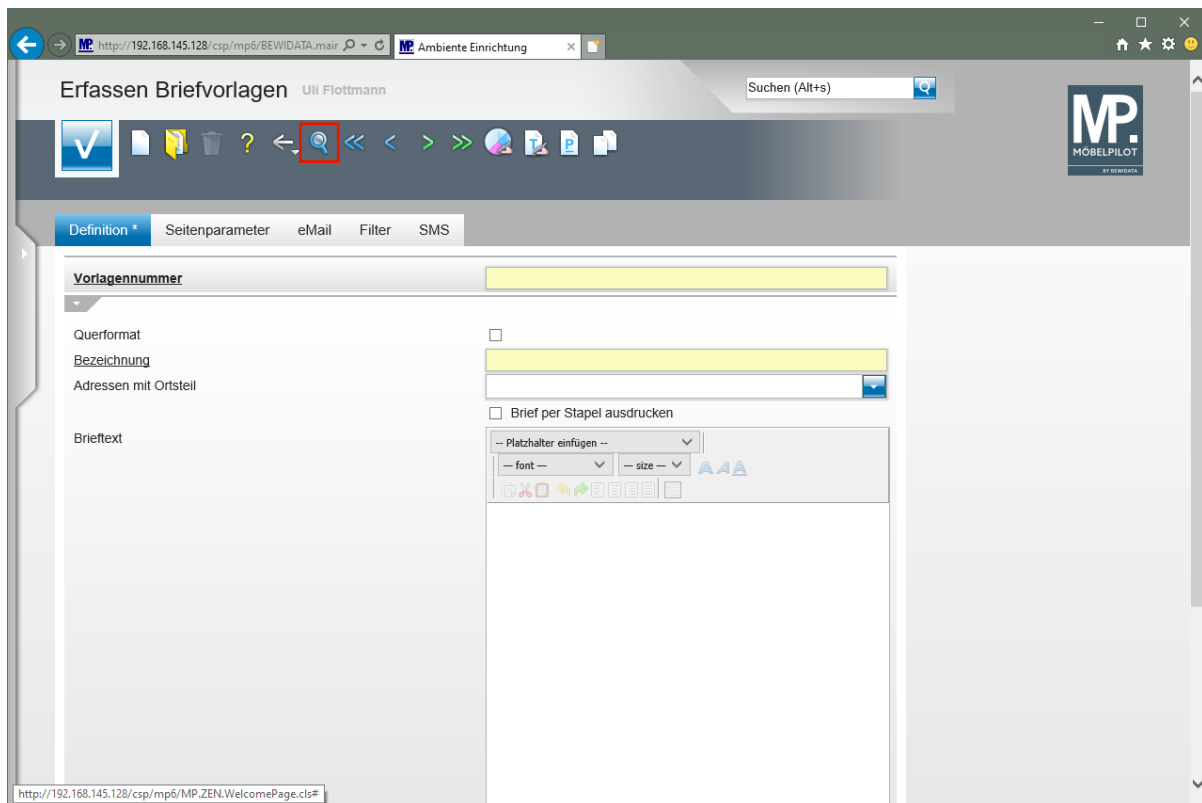 http://192.168.145.128/csp/mp6/BEWIDATA.mair
MP. Ambiente Einrichtung
Erfassen Briefvorlagen Uli Flottmann
Suchen (Alt+s)
MP.
MÖBELPILOT
BY BEWIDATA
Definition * Seitenparameter eMail Filter SMS
Vorlagennummer
Querformat
Bezeichnung
Adressen mit Ortsteil
Brief per Stapel ausdrucken
Brieftext
-- Platzhalter einfügen --
— font — — size —
http://192.168.145.128/csp/mp6/MP.ZEN.WelcomePage.cls#